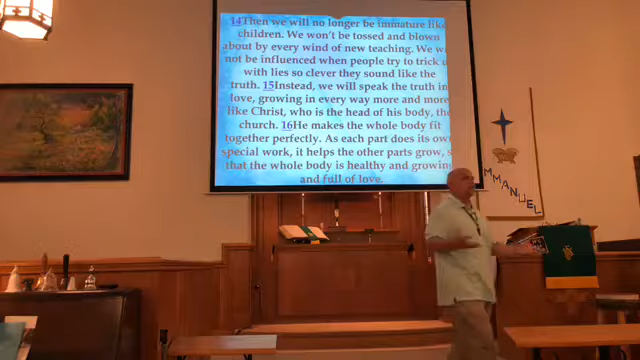 14Then we will no longer be immature like
children. We won't be tossed and blown
about by every wind of new teaching. We w
not be influenced when people try to trick u
with lies so clever they sound like the
truth. 15Instead, we will speak the truth in
love, growing in every way more and more
like Christ, who is the head of his body, the
church. 16He makes the whole body fit
together perfectly. As each part does its own
special work, it helps the other parts grow, s
that the whole body is healthy and growing
and full of love.
MMANUEL